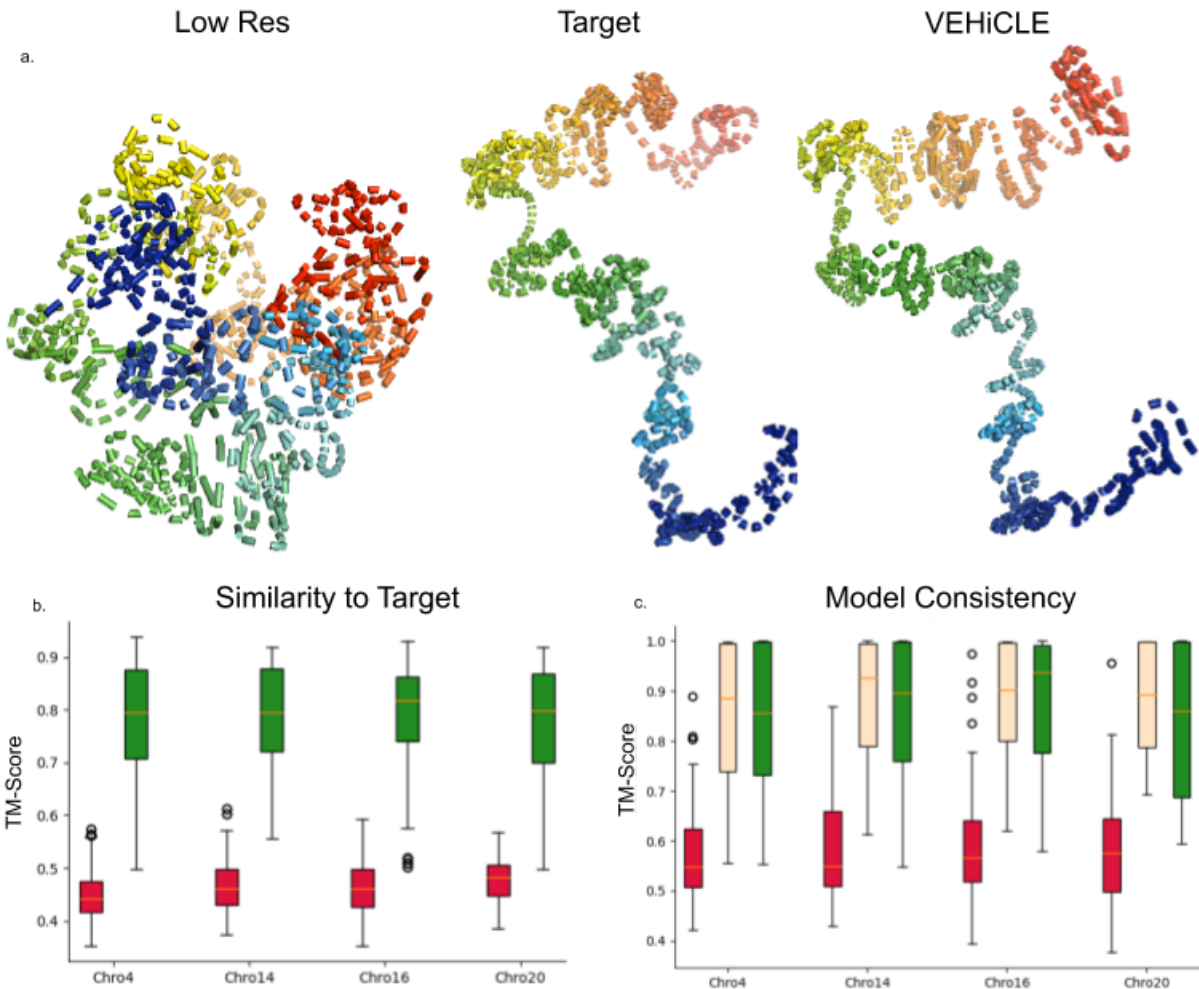 Low Res Target VEHiCLE
a.
b. Similarity to Target
TM-Score
0.9
0.8
0.7
0.6
0.5
0.4
Chro4 Chro14 Chro16 Chro20
c. Model Consistency
TM-Score
1.0
0.9
0.8
0.7
0.6
0.5
0.4
Chro4 Chro14 Chro16 Chro20